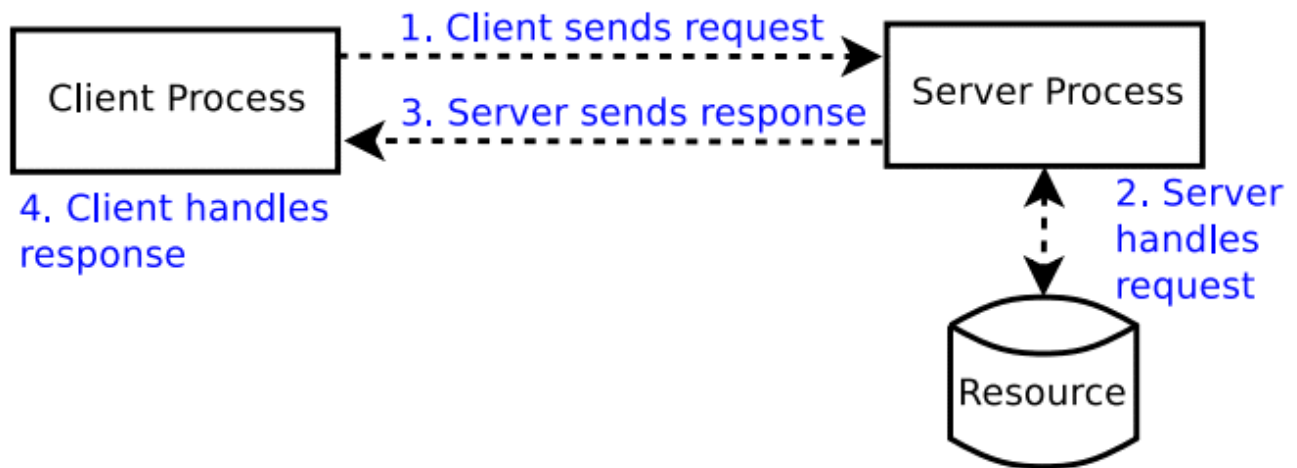 1. Client sends request
Client Process
Server Process
3. Server sends response
4. Client handles
response
2. Server
handles
request
Resource